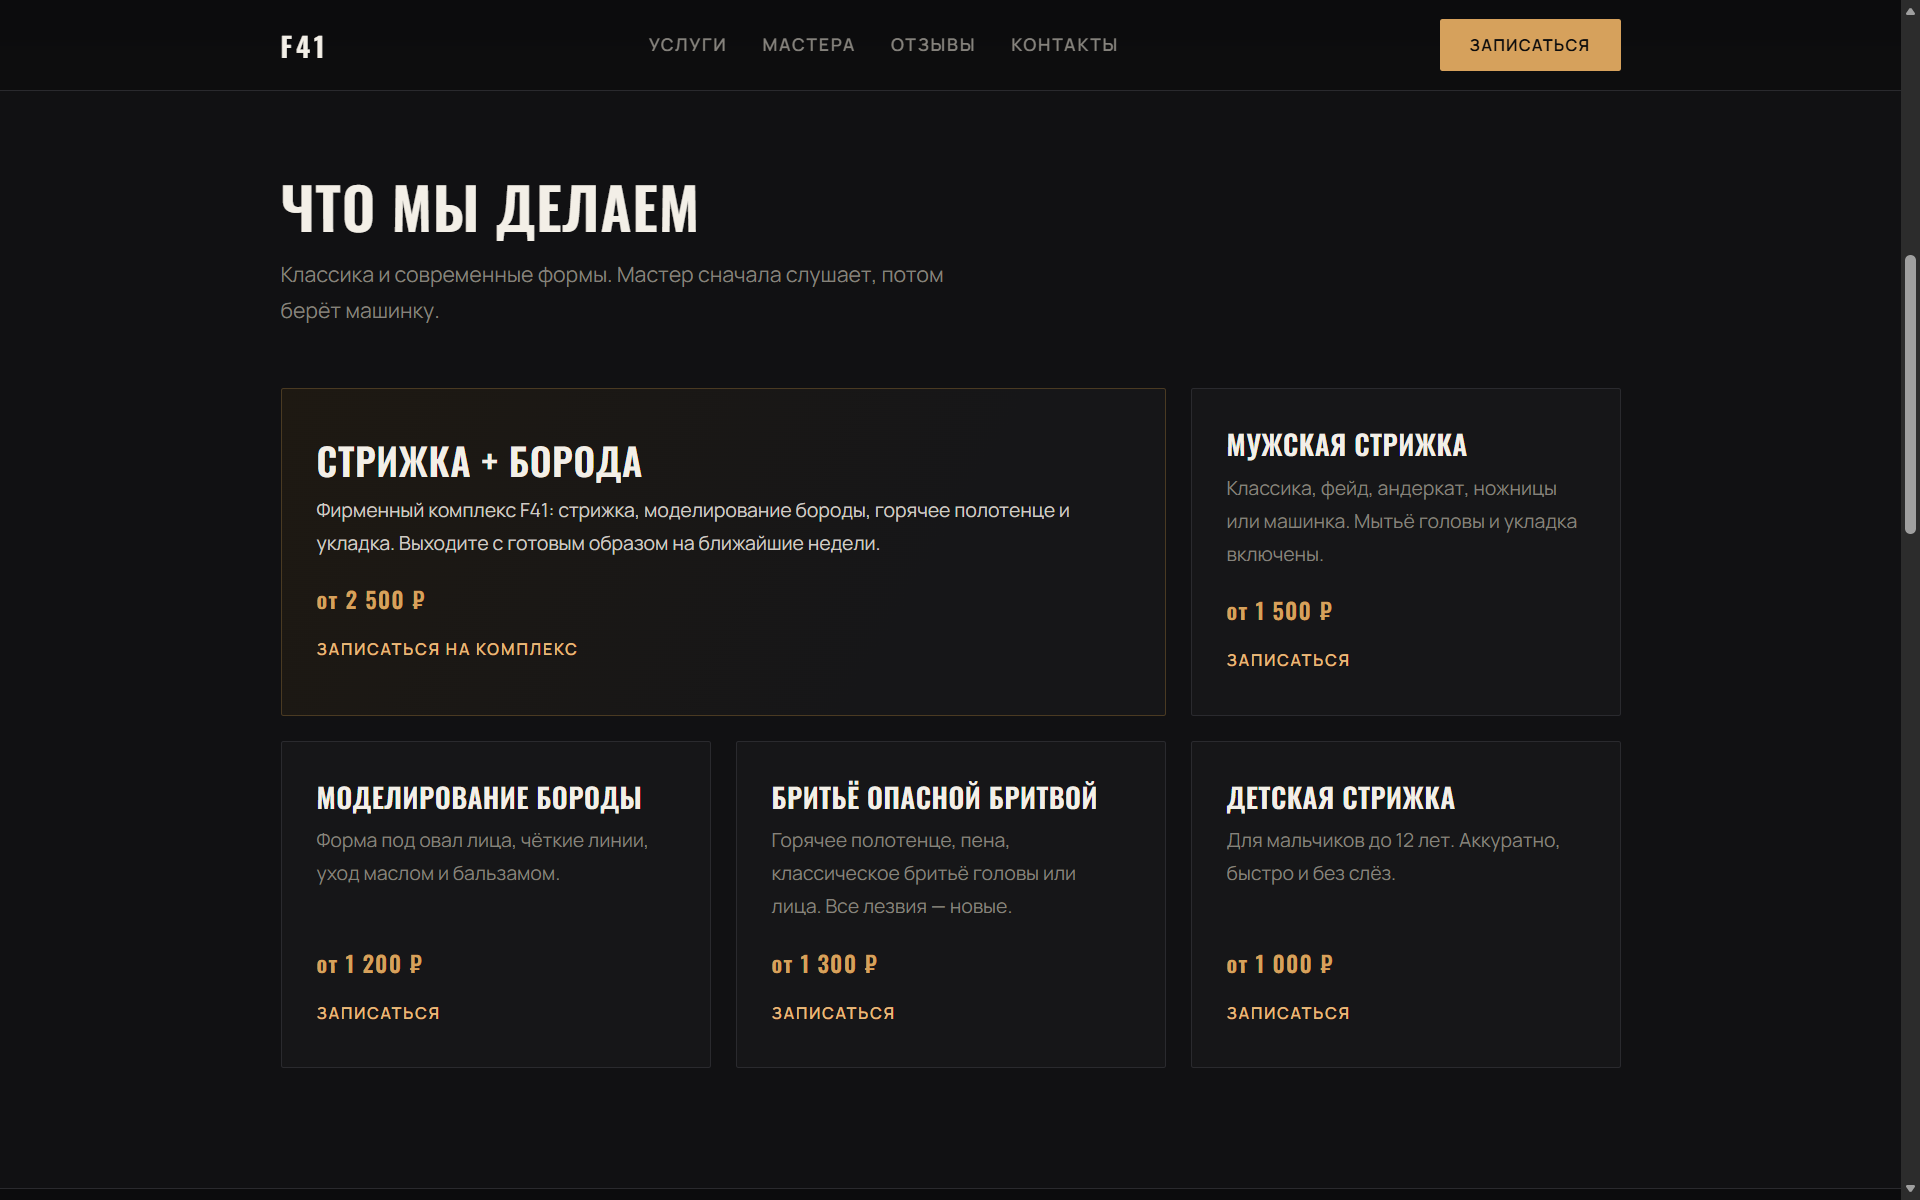 F41
УСЛУГИ
МАСТЕРА
ОТЗЫВЫ
КОНТАКТЫ
ЗАПИСАТЬСЯ
ЧТО МЫ ДЕЛАЕМ
Классика и современные формы. Мастер сначала слушает, потом
берёт машинку.
СТРИЖКА + БОРОДА
Фирменный комплекс F41: стрижка, моделирование бороды, горячее полотенце и
укладка. Выходите с готовым образом на ближайшие недели.
от 2 500 ₽
ЗАПИСАТЬСЯ НА КОМПЛЕКС
МУЖСКАЯ СТРИЖКА
Классика, фейд, андеркат, ножницы
или машинка. Мытьё головы и укладка
включены.
от 1 500 ₽
ЗАПИСАТЬСЯ
МОДЕЛИРОВАНИЕ БОРОДЫ
Форма под овал лица, чёткие линии,
уход маслом и бальзамом.
от 1 200 ₽
ЗАПИСАТЬСЯ
БРИТЬЁ ОПАСНОЙ БРИТВОЙ
Горячее полотенце, пена,
классическое бритьё головы или
лица. Все лезвия — новые.
от 1 300 ₽
ЗАПИСАТЬСЯ
ДЕТСКАЯ СТРИЖКА
Для мальчиков до 12 лет. Аккуратно,
быстро и без слёз.
от 1 000 ₽
ЗАПИСАТЬСЯ